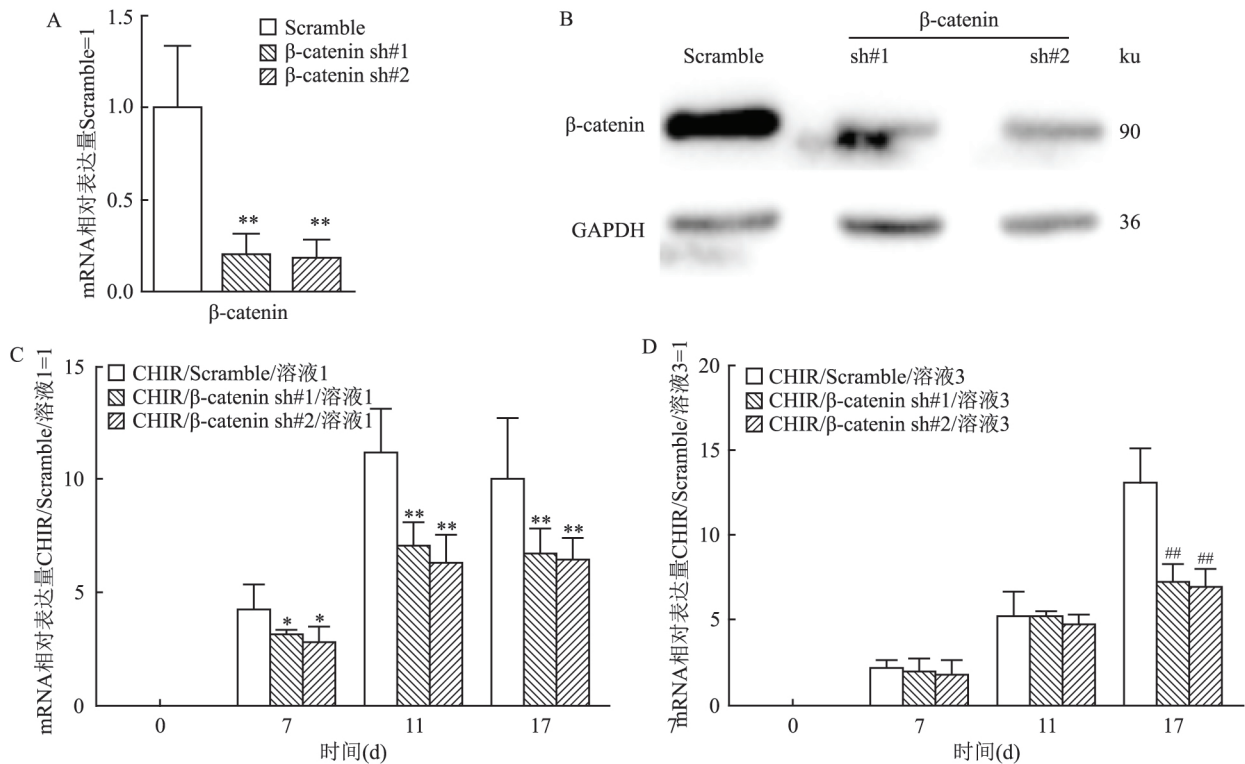 A
mRNA相对表达量Scramble=1
1.5
1.0
0.5
0.0
Scramble
β-catenin sh#1
β-catenin sh#2
**
**
β-catenin
B
β-catenin
Scramble
sh#1
sh#2
ku
β-catenin
90
GAPDH
36
C
mRNA相对表达量CHIR/Scramble/溶液1=1
15
10
5
0
CHIR/Scramble/溶液1
CHIR/β-catenin sh#1/溶液1
CHIR/β-catenin sh#2/溶液1
*
*
**
**
**
**
0
7
11
17
时间(d)
D
mRNA相对表达量CHIR/Scramble/溶液3=1
20
15
10
5
0
CHIR/Scramble/溶液3
CHIR/β-catenin sh#1/溶液3
CHIR/β-catenin sh#2/溶液3
##
##
7
0
7
11
17
时间(d)